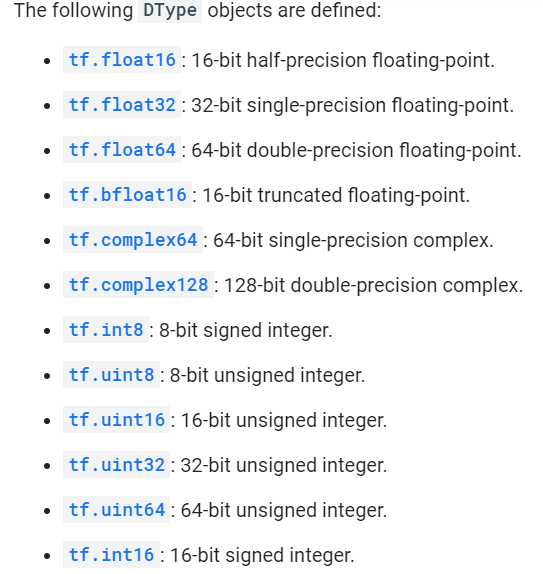 The following DType objects are defined:
• tf.float16: 16-bit half-precision floating-point.
• tf.float32: 32-bit single-precision floating-point.
• tf.float64: 64-bit double-precision floating-point.
• tf.bfloat16: 16-bit truncated floating-point.
• tf.complex64: 64-bit single-precision complex.
• tf.complex128: 128-bit double-precision complex.
• tf.int8: 8-bit signed integer.
• tf.uint8: 8-bit unsigned integer.
• tf.uint16: 16-bit unsigned integer.
• tf.uint32: 32-bit unsigned integer.
• tf.uint64: 64-bit unsigned integer.
• tf.int16: 16-bit signed integer.